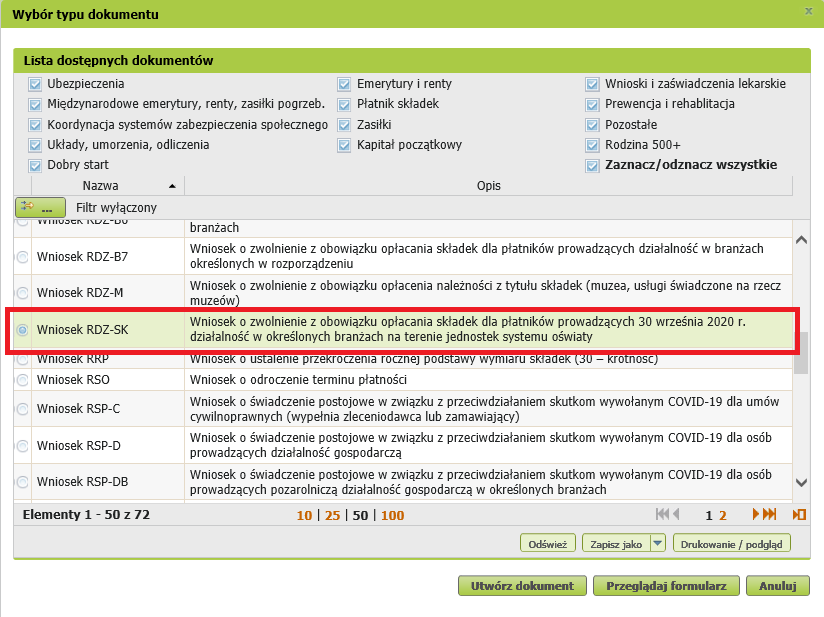 Wybór typu dokumentu
x
Lista dostępnych dokumentów
Ubezpieczenia
Emerytury i renty
Wnioski i zaświadczenia lekarskie
Międzynarodowe emerytury, renty, zasiłki pogrzeb.
Płatnik składek
Prewencja i rehablitacja
Koordynacja systemów zabezpieczenia społecznego
Zasiłki
Pozostałe
Układy, umorzenia, odliczenia
Kapitał początkowy
Rodzina 500+
Dobry start
Zaznacz/odznacz wszystkie
Nazwa
Opis
...
Filtr wyłączony
Wniosek RDZ-B6
branżach
Wniosek RDZ-B7
Wniosek o zwolnienie z obowiązku opłacania składek dla płatników prowadzących działalność w branżach
określonych w rozporządzeniu
Wniosek RDZ-M
Wniosek o zwolnienie z obowiązku opłacenia należności z tytułu składek (muzea, usługi świadczone na rzecz
muzeów)
Wniosek RDZ-SK
Wniosek o zwolnienie z obowiązku opłacania składek dla płatników prowadzących 30 września 2020 r.
działalność w określonych branżach na terenie jednostek systemu oświaty
Wniosek RRP
Wniosek o ustalenie przekroczenia rocznej podstawy wymiaru składek (30 – krotność)
Wniosek RSO
Wniosek o odroczenie terminu płatności
Wniosek RSP-C
Wniosek o świadczenie postojowe w związku z przeciwdziałaniem skutkom wywołanym COVID-19 dla umów
cywilnoprawnych (wypełnia zleceniodawca lub zamawiający)
Wniosek RSP-D
Wniosek o świadczenie postojowe w związku z przeciwdziałaniem skutkom wywołanym COVID-19 dla osób
prowadzących działalność gospodarczą
Wniosek RSP-DB
Wniosek o świadczenie postojowe w związku z przeciwdziałaniem skutkom wywołanym COVID-19 dla osób
prowadzących pozarolniczą działalność gospodarczą w określonych branżach
Elementy 1 - 50 z 72
10 | 25 | 50 | 100
1 2
Odśwież
Zapisz jako
Drukowanie / podgląd
Utwórz dokument
Przeglądaj formularz
Anuluj